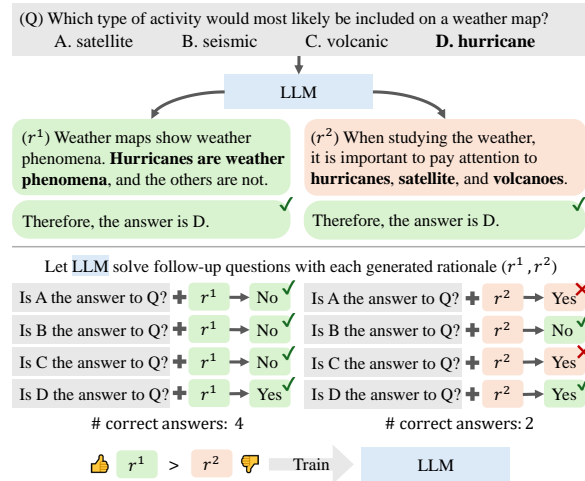 (Q) Which type of activity would most likely be included on a weather map?
A. satellite B. seismic C. volcanic D. hurricane
LLM
(r¹) Weather maps show weather
phenomena. Hurricanes are weather
phenomena, and the others are not.
Therefore, the answer is D.
(r²) When studying the weather,
it is important to pay attention to
hurricanes, satellite, and volcanoes.
Therefore, the answer is D.
Let LLM solve follow-up questions with each generated rationale (r¹ , r²)
Is A the answer to Q? + r¹ → No
Is B the answer to Q? + r¹ → No
Is C the answer to Q? + r¹ → No
Is D the answer to Q? + r¹ → Yes
# correct answers: 4
Is A the answer to Q? + r² → Yes
Is B the answer to Q? + r² → No
Is C the answer to Q? + r² → Yes
Is D the answer to Q? + r² → Yes
# correct answers: 2
r¹ > r² Train LLM